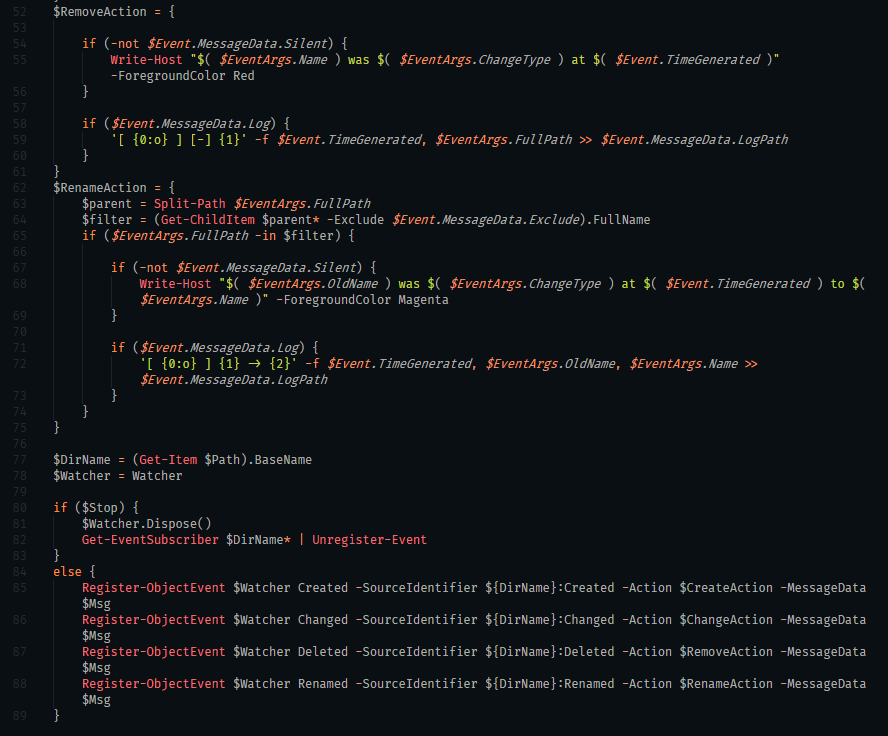 52 $RemoveAction = {
53
54 if (-not $Event.MessageData.Silent) {
55 Write-Host "$( $EventArgs.Name ) was $( $EventArgs.ChangeType ) at $( $Event.TimeGenerated )"
-ForegroundColor Red
56 }
57
58 if ($Event.MessageData.Log) {
59 '[ {0:o} ] [-] {1}' -f $Event.TimeGenerated, $EventArgs.FullPath >> $Event.MessageData.LogPath
60 }
61 }
62 $RenameAction = {
63 $parent = Split-Path $EventArgs.FullPath
64 $filter = (Get-ChildItem $parent* -Exclude $Event.MessageData.Exclude).FullName
65 if ($EventArgs.FullPath -in $filter) {
66
67 if (-not $Event.MessageData.Silent) {
68 Write-Host "$( $EventArgs.OldName ) was $( $EventArgs.ChangeType ) at $( $Event.TimeGenerated ) to $(
$EventArgs.Name )" -ForegroundColor Magenta
69 }
70
71 if ($Event.MessageData.Log) {
72 '[ {0:o} ] {1} → {2}' -f $Event.TimeGenerated, $EventArgs.OldName, $EventArgs.Name >>
$Event.MessageData.LogPath
73 }
74 }
75 }
76
77 $DirName = (Get-Item $Path).BaseName
78 $Watcher = Watcher
79
80 if ($Stop) {
81 $Watcher.Dispose()
82 Get-EventSubscriber $DirName* | Unregister-Event
83 }
84 else {
85 Register-ObjectEvent $Watcher Created -SourceIdentifier ${DirName}:Created -Action $CreateAction -MessageData
$Msg
86 Register-ObjectEvent $Watcher Changed -SourceIdentifier ${DirName}:Changed -Action $ChangeAction -MessageData
$Msg
87 Register-ObjectEvent $Watcher Deleted -SourceIdentifier ${DirName}:Deleted -Action $RemoveAction -MessageData
$Msg
88 Register-ObjectEvent $Watcher Renamed -SourceIdentifier ${DirName}:Renamed -Action $RenameAction -MessageData
$Msg
89 }